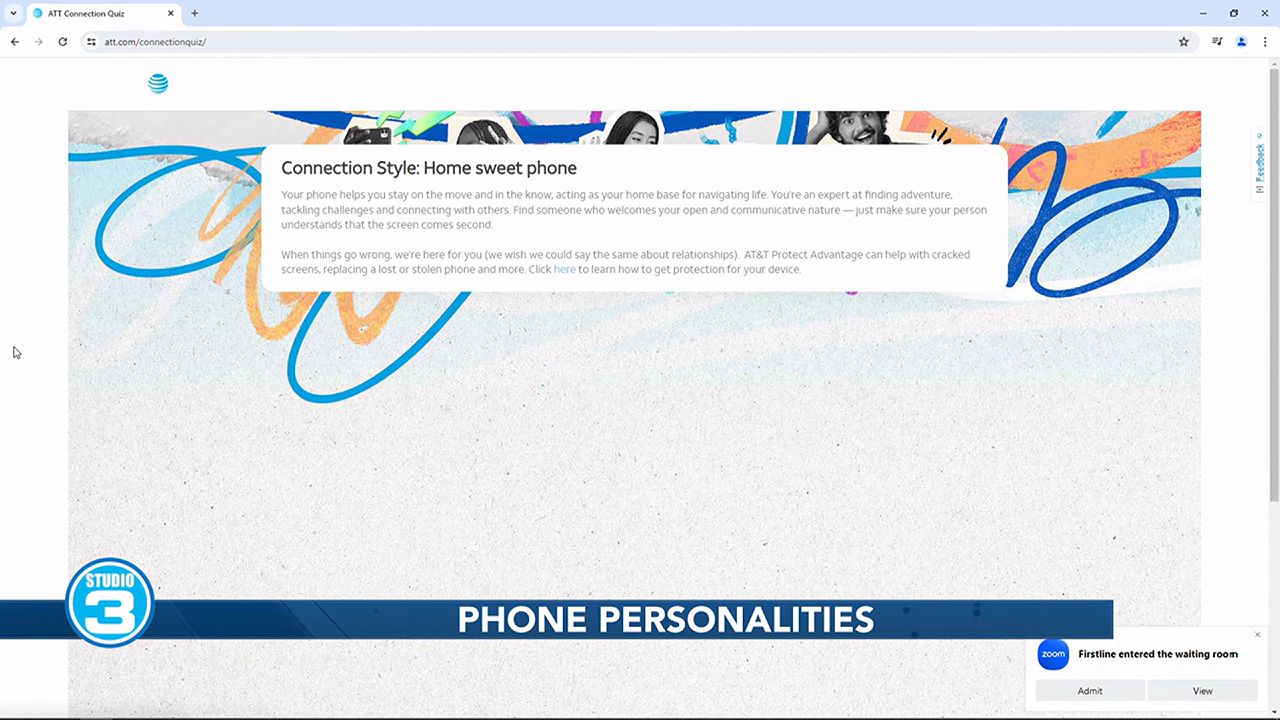 ATT Connection Quiz
att.com/connectionquiz/
Connection Style: Home sweet phone
Your phone helps you stay on the move and in the know, acting as your home base for navigating life. You're an expert at finding adventure,
tackling challenges and connecting with others. Find someone who welcomes your open and communicative nature — just make sure your person
understands that the screen comes second.
When things go wrong, we're here for you (we wish we could say the same about relationships). AT&T Protect Advantage can help with cracked
screens, replacing a lost or stolen phone and more. Click here to learn how to get protection for your device.
[+] Feedback
STUDIO
3
PHONE PERSONALITIES
zoom
Firstline entered the waiting room
Admit
View